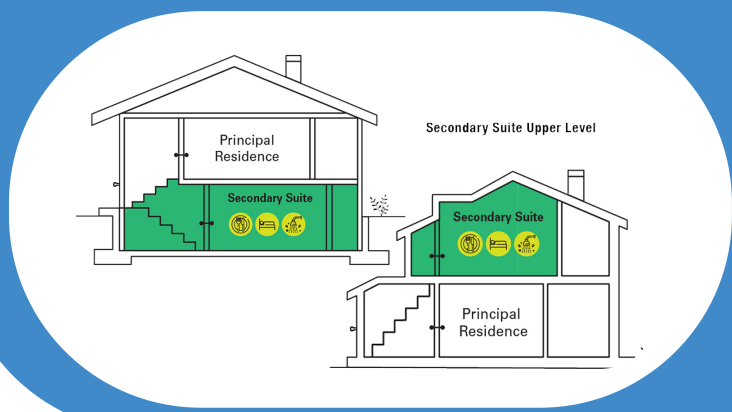 Principal
Residence
Secondary Suite
Secondary Suite Upper Level
Secondary Suite
Principal
Residence